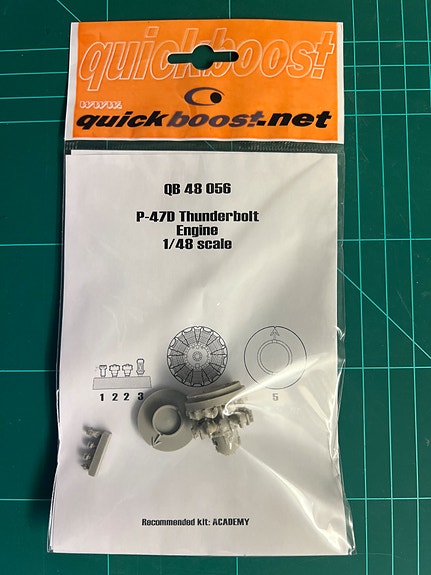 quickboost
www.
quickboost.net
QB 48 056
P-47D Thunderbolt
Engine
1/48 scale
1 2 2 3
5
Recommended kit: ACADEMY